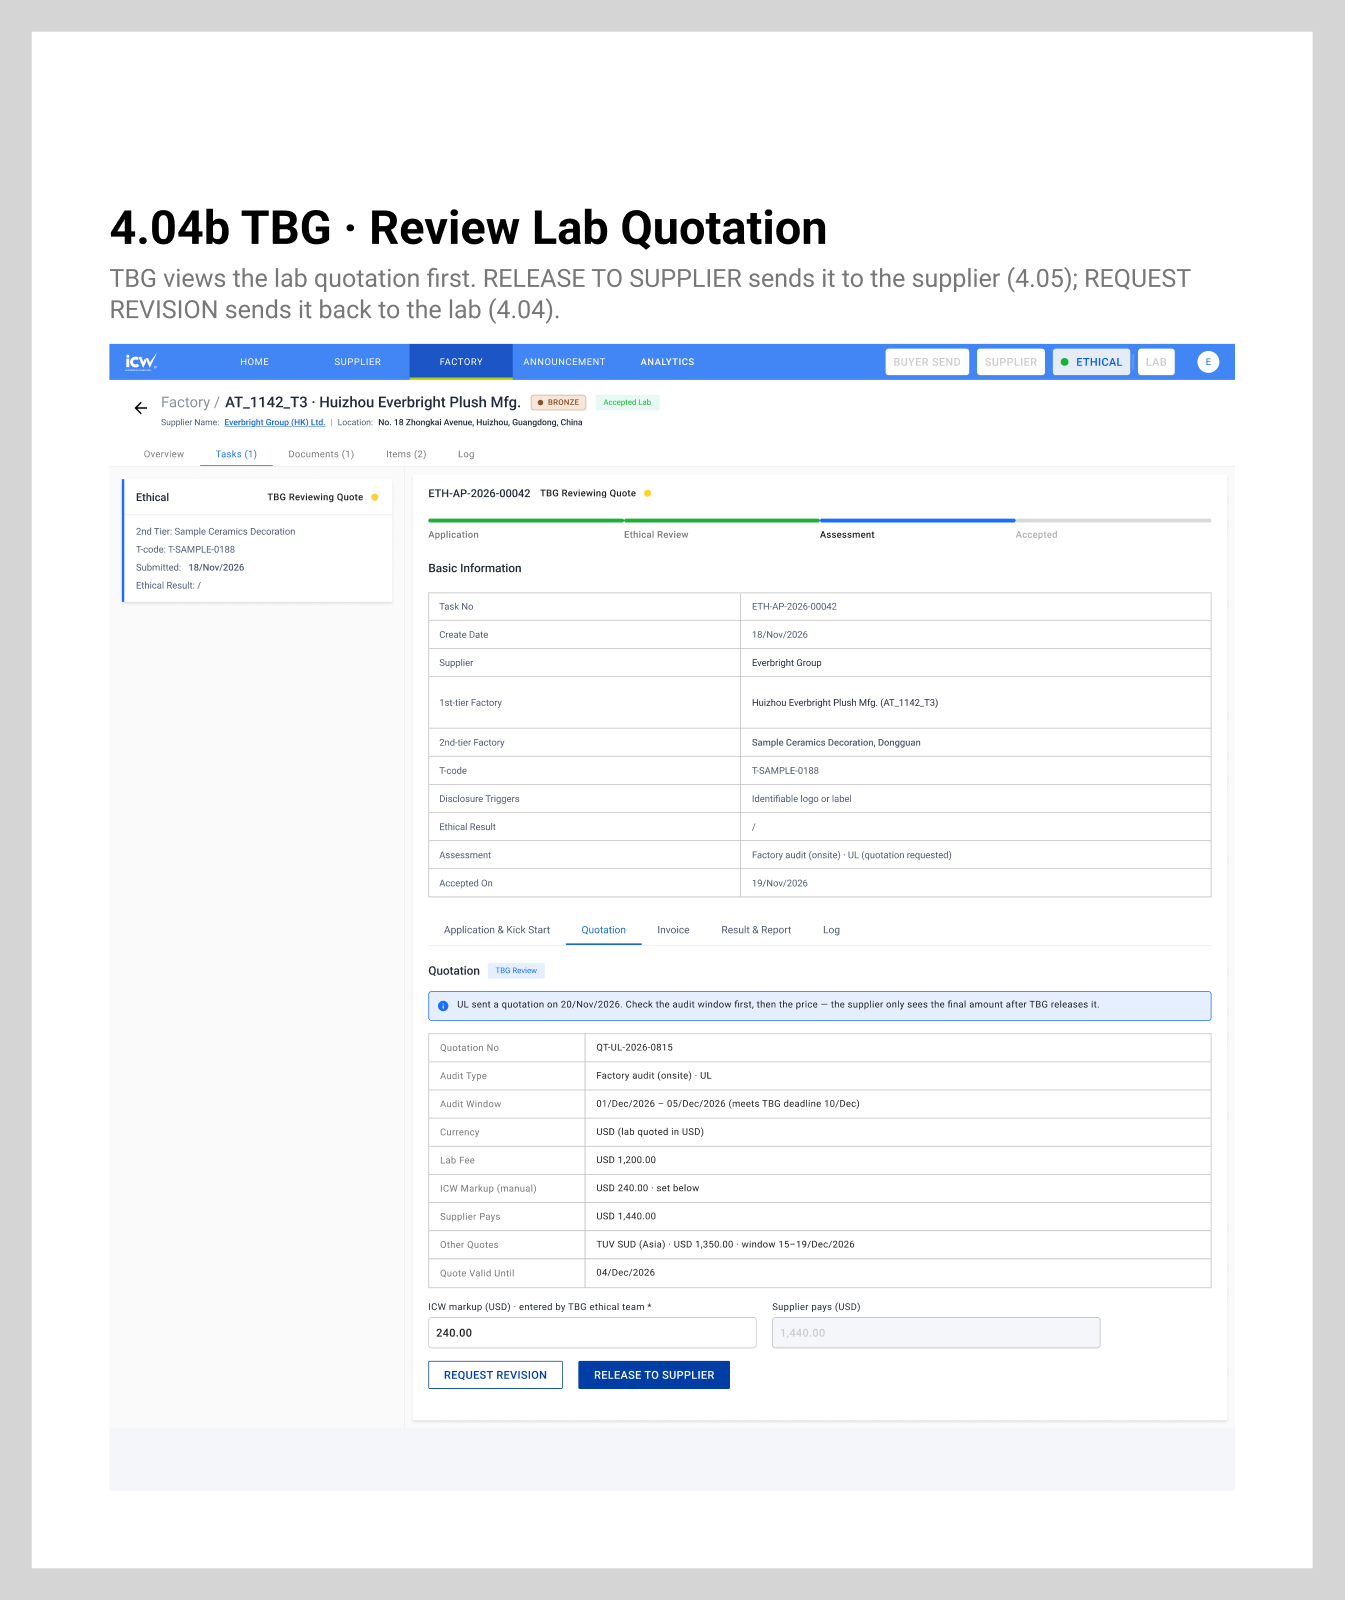 4.04b TBG · Review Lab Quotation
TBG views the lab quotation first. RELEASE TO SUPPLIER sends it to the supplier (4.05); REQUEST
REVISION sends it back to the lab (4.04).
icw HOME SUPPLIER FACTORY ANNOUNCEMENT ANALYTICS BUYER SEND SUPPLIER ETHICAL LAB E
Factory / AT_1142_T3 · Huizhou Everbright Plush Mfg. BRONZE Accepted Lab
Supplier Name: Everbright Group (HK) Ltd. | Location: No. 18 Zhongkai Avenue, Huizhou, Guangdong, China
Overview Tasks (1) Documents (1) Items (2) Log
Ethical TBG Reviewing Quote
2nd Tier: Sample Ceramics Decoration
T-code: T-SAMPLE-0188
Submitted: 18/Nov/2026
Ethical Result: /
ETH-AP-2026-00042 TBG Reviewing Quote
Application Ethical Review Assessment Accepted
Basic Information
Task No ETH-AP-2026-00042
Create Date 18/Nov/2026
Supplier Everbright Group
1st-tier Factory Huizhou Everbright Plush Mfg. (AT_1142_T3)
2nd-tier Factory Sample Ceramics Decoration, Dongguan
T-code T-SAMPLE-0188
Disclosure Triggers Identifiable logo or label
Ethical Result /
Assessment Factory audit (onsite) · UL (quotation requested)
Accepted On 19/Nov/2026
Application & Kick Start Quotation Invoice Result & Report Log
Quotation TBG Review
UL sent a quotation on 20/Nov/2026. Check the audit window first, then the price — the supplier only sees the final amount after TBG releases it.
Quotation No QT-UL-2026-0815
Audit Type Factory audit (onsite) · UL
Audit Window 01/Dec/2026 – 05/Dec/2026 (meets TBG deadline 10/Dec)
Currency USD (lab quoted in USD)
Lab Fee USD 1,200.00
ICW Markup (manual) USD 240.00 · set below
Supplier Pays USD 1,440.00
Other Quotes TUV SUD (Asia) · USD 1,350.00 · window 15–19/Dec/2026
Quote Valid Until 04/Dec/2026
ICW markup (USD) · entered by TBG ethical team * Supplier pays (USD)
240.00 1,440.00
REQUEST REVISION RELEASE TO SUPPLIER